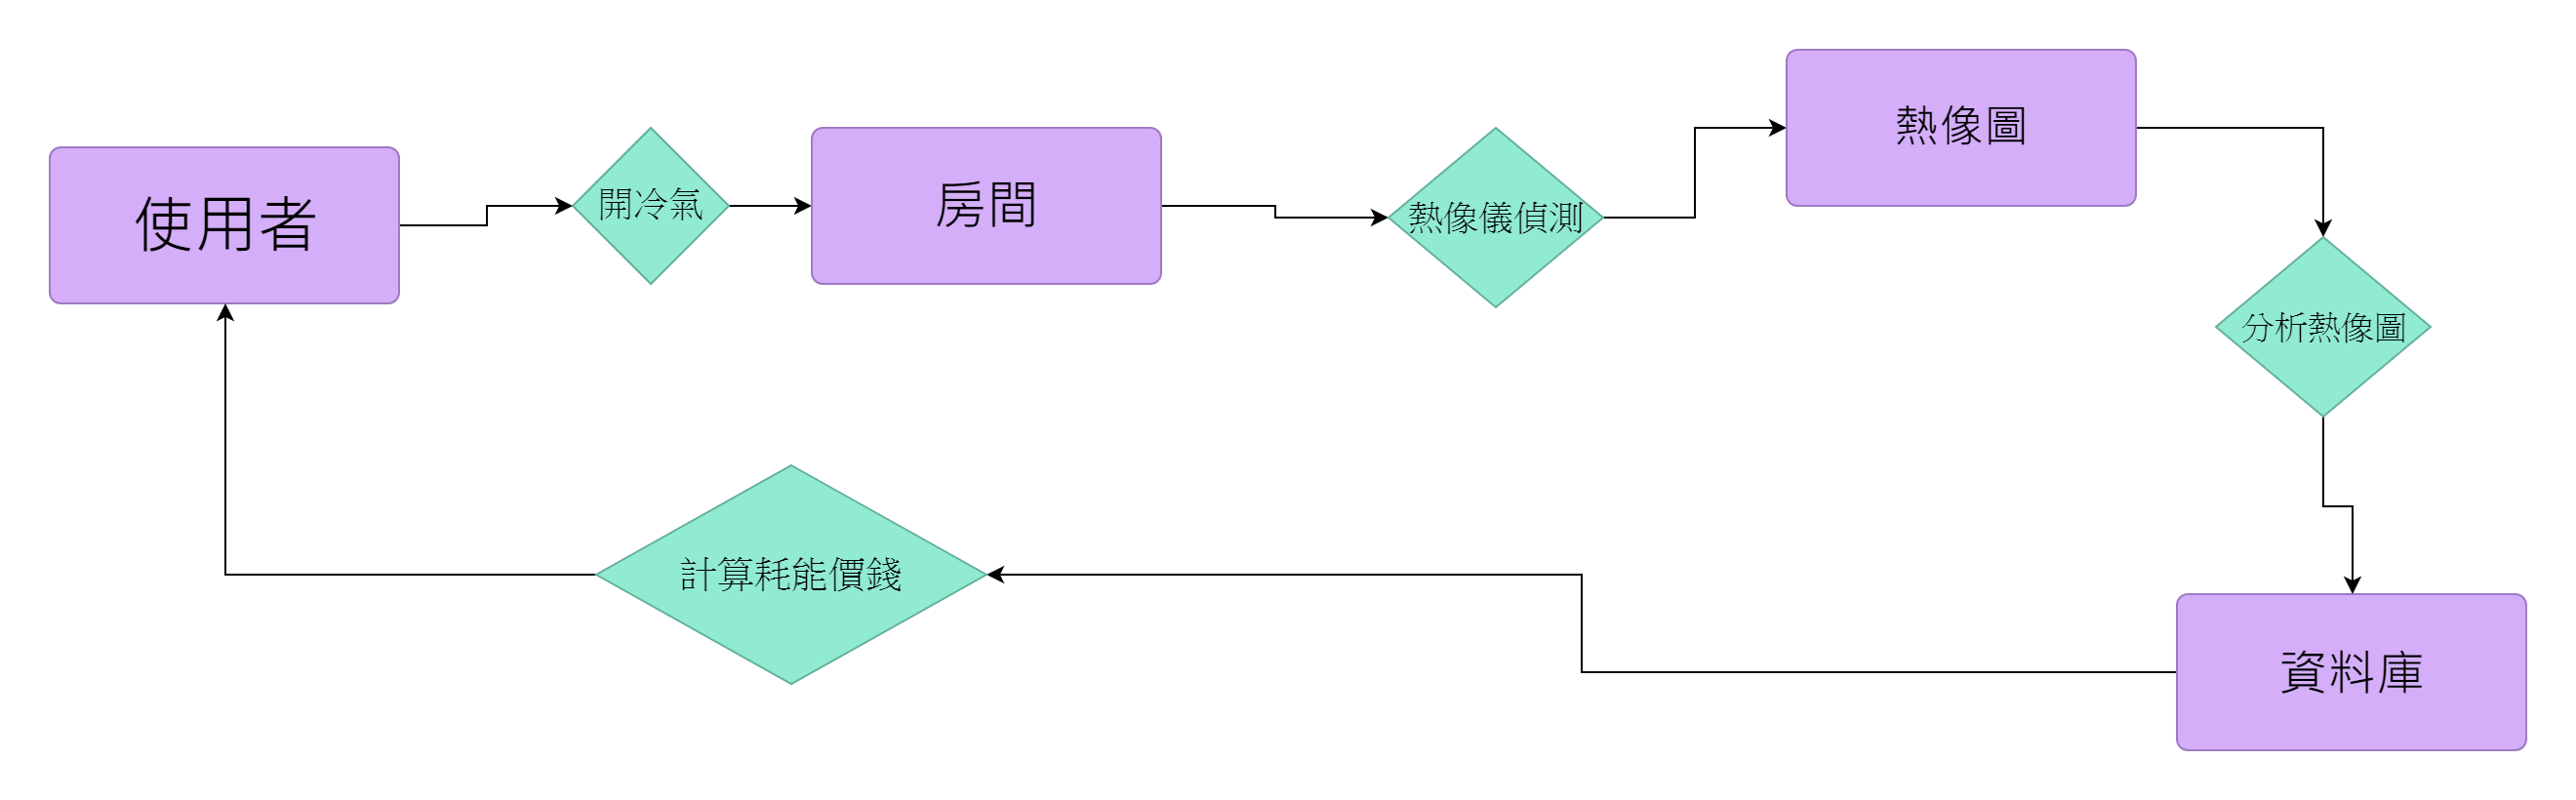 使用者
開冷氣
房間
熱像儀偵測
熱像圖
分析熱像圖
資料庫
計算耗能價錢